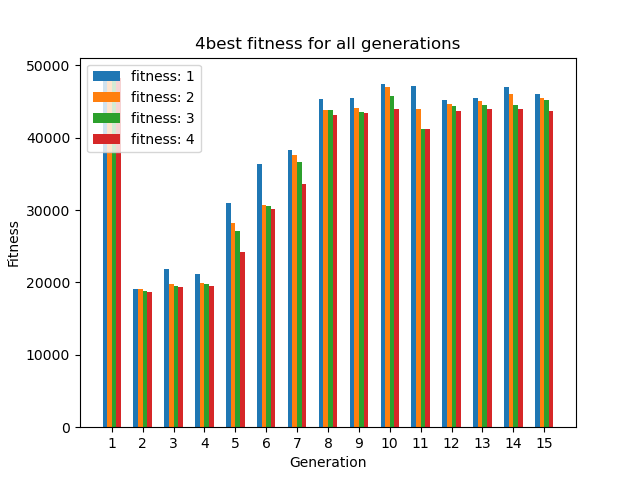 4best fitness for all generations
50000
40000
30000
20000
10000
0
Fitness
fitness: 1
fitness: 2
fitness: 3
fitness: 4
1 2 3 4 5 6 7 8 9 10 11 12 13 14 15
Generation